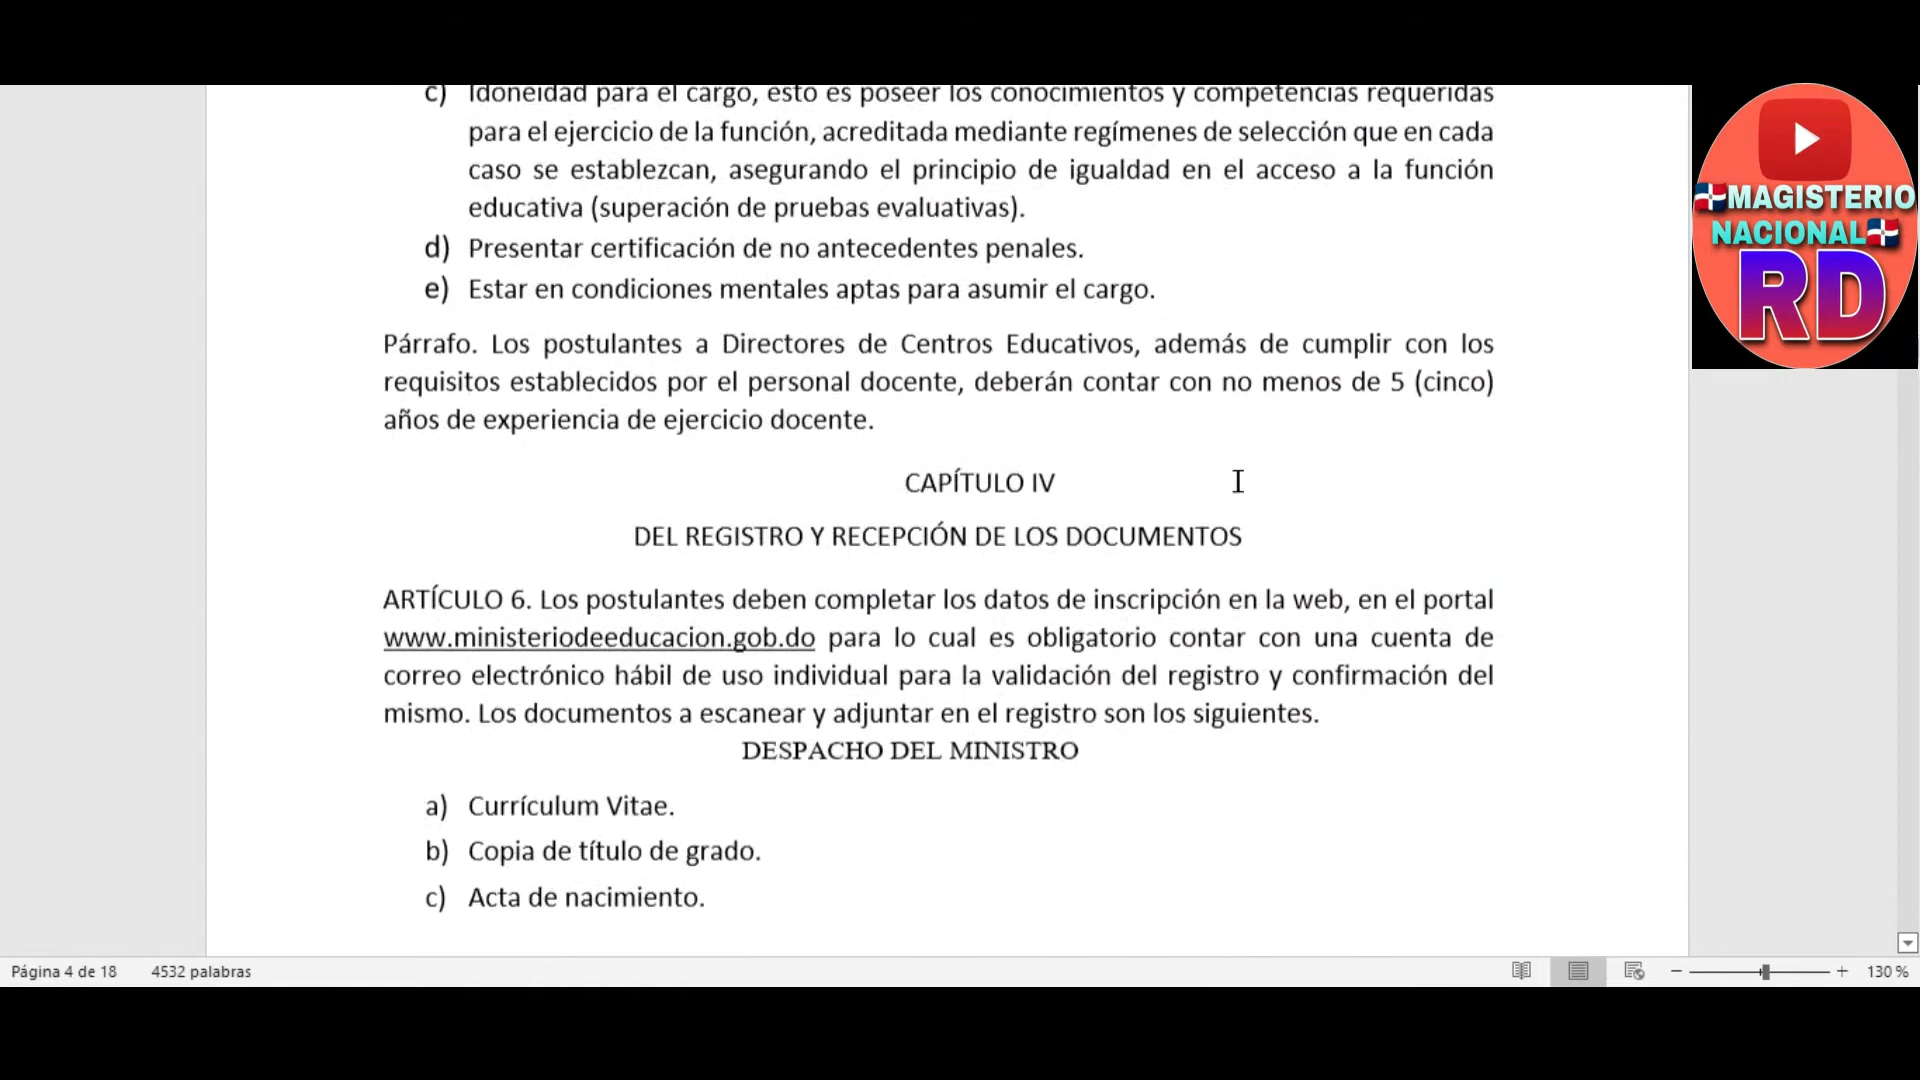 c) Idoneidad para el cargo, esto es poseer los conocimientos y competencias requeridas
para el ejercicio de la función, acreditada mediante regímenes de selección que en cada
caso se establezcan, asegurando el principio de igualdad en el acceso a la función
educativa (superación de pruebas evaluativas).
d) Presentar certificación de no antecedentes penales.
e) Estar en condiciones mentales aptas para asumir el cargo.
Párrafo. Los postulantes a Directores de Centros Educativos, además de cumplir con los
requisitos establecidos por el personal docente, deberán contar con no menos de 5 (cinco)
años de experiencia de ejercicio docente.
CAPÍTULO IV
DEL REGISTRO Y RECEPCIÓN DE LOS DOCUMENTOS
ARTÍCULO 6. Los postulantes deben completar los datos de inscripción en la web, en el portal
www.ministeriodeeducacion.gob.do para lo cual es obligatorio contar con una cuenta de
correo electrónico hábil de uso individual para la validación del registro y confirmación del
mismo. Los documentos a escanear y adjuntar en el registro son los siguientes.
DESPACHO DEL MINISTRO
a) Currículum Vitae.
b) Copia de título de grado.
c) Acta de nacimiento.
MAGISTERIO
NACIONAL
RD
Página 4 de 18 4532 palabras
130 %